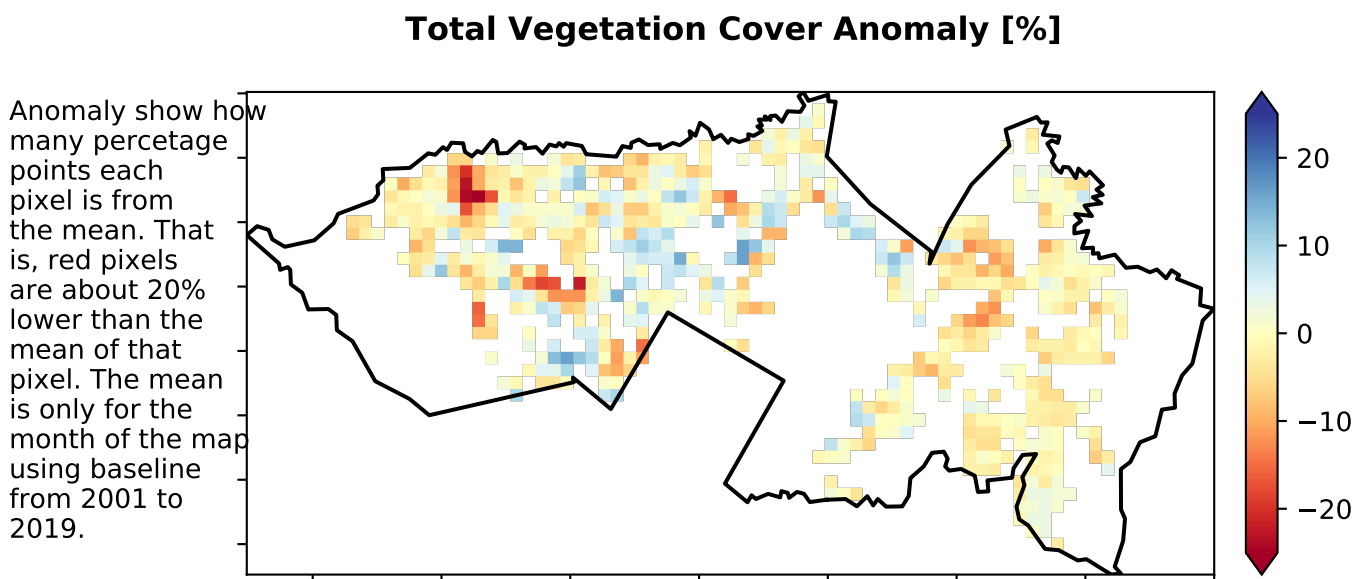 Total Vegetation Cover Anomaly [%]
Anomaly show how
many percetage
points each
pixel is from
the mean. That
is, red pixels
are about 20%
lower than the
mean of that
pixel. The mean
is only for the
month of the map
using baseline
from 2001 to
2019.
20
10
0
−10
−20